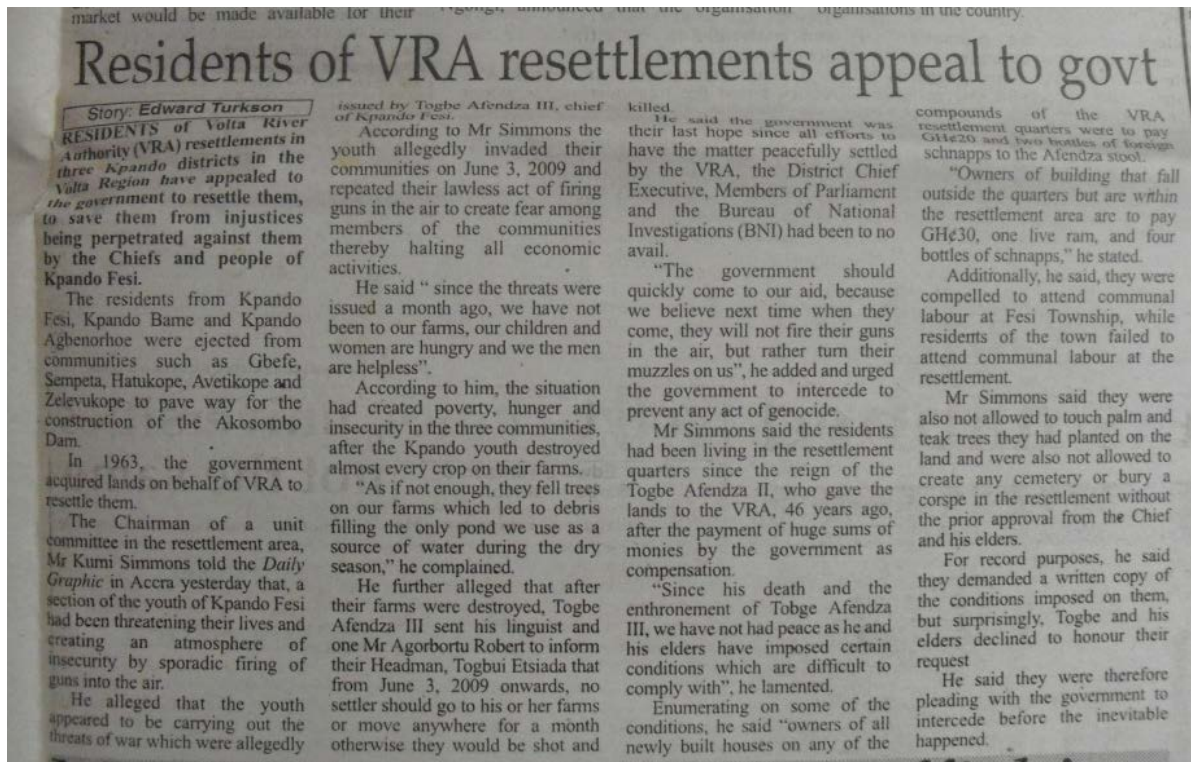 market would be made available for their
organisations in the country.
Residents of VRA resettlements appeal to govt
Story: Edward Turkson
RESIDENTS of Volta River
Authority (VRA) resettlements in
three Kpando districts in the
Volta Region have appealed to
the government to resettle them,
to save them from injustices
being perpetrated against them
by the Chiefs and people of
Kpando Fesi.
The residents from Kpando
Fesi, Kpando Bame and Kpando
Agbenorhoe were ejected from
communities such as Gbefe,
Sempeta, Hatukope, Avetikope and
Zelevukope to pave way for the
construction of the Akosombo
Dam.
In 1963, the government
acquired lands on behalf of VRA to
resettle them.
The Chairman of a unit
committee in the resettlement area,
Mr Kumi Simmons told the Daily
Graphic in Accra yesterday that, a
section of the youth of Kpando Fesi
had been threatening their lives and
creating an atmosphere of
insecurity by sporadic firing of
guns into the air.
He alleged that the youth
appeared to be carrying out the
threats of war which were allegedly
issued by Togbe Afendza III, chief
of Kpando Fesi.
According to Mr Simmons the
youth allegedly invaded their
communities on June 3, 2009 and
repeated their lawless act of firing
guns in the air to create fear among
members of the communities
thereby halting all economic
activities.
He said “ since the threats were
issued a month ago, we have not
been to our farms, our children and
women are hungry and we the men
are helpless”.
According to him, the situation
had created poverty, hunger and
insecurity in the three communities,
after the Kpando youth destroyed
almost every crop on their farms.
“As if not enough, they fell trees
on our farms which led to debris
filling the only pond we use as a
source of water during the dry
season,” he complained.
He further alleged that after
their farms were destroyed, Togbe
Afendza III sent his linguist and
one Mr Agorbortu Robert to inform
their Headman, Togbui Etsiada that
from June 3, 2009 onwards, no
settler should go to his or her farms
or move anywhere for a month
otherwise they would be shot and
killed.
He said the government was
their last hope since all efforts to
have the matter peacefully settled
by the VRA, the District Chief
Executive, Members of Parliament
and the Bureau of National
Investigations (BNI) had been to no
avail.
“The government should
quickly come to our aid, because
we believe next time when they
come, they will not fire their guns
in the air, but rather turn their
muzzles on us”, he added and urged
the government to intercede to
prevent any act of genocide.
Mr Simmons said the residents
had been living in the resettlement
quarters since the reign of the
Togbe Afendza II, who gave the
lands to the VRA, 46 years ago,
after the payment of huge sums of
monies by the government as
compensation.
“Since his death and the
enthronement of Tobge Afendza
III, we have not had peace as he and
his elders have imposed certain
conditions which are difficult to
comply with”, he lamented.
Enumerating on some of the
conditions, he said “owners of all
newly built houses on any of the
compounds of the VRA
resettlement quarters were to pay
GH¢20 and two bottles of foreign
schnapps to the Afendza stool.
“Owners of building that fall
outside the quarters but are within
the resettlement area are to pay
GH¢30, one live ram, and four
bottles of schnapps,” he stated.
Additionally, he said, they were
compelled to attend communal
labour at Fesi Township, while
residents of the town failed to
attend communal labour at the
resettlement.
Mr Simmons said they were
also not allowed to touch palm and
teak trees they had planted on the
land and were also not allowed to
create any cemetery or bury a
corspe in the resettlement without
the prior approval from the Chief
and his elders.
For record purposes, he said
they demanded a written copy of
the conditions imposed on them,
but surprisingly, Togbe and his
elders declined to honour their
request
He said they were therefore
pleading with the government to
intercede before the inevitable
happened.